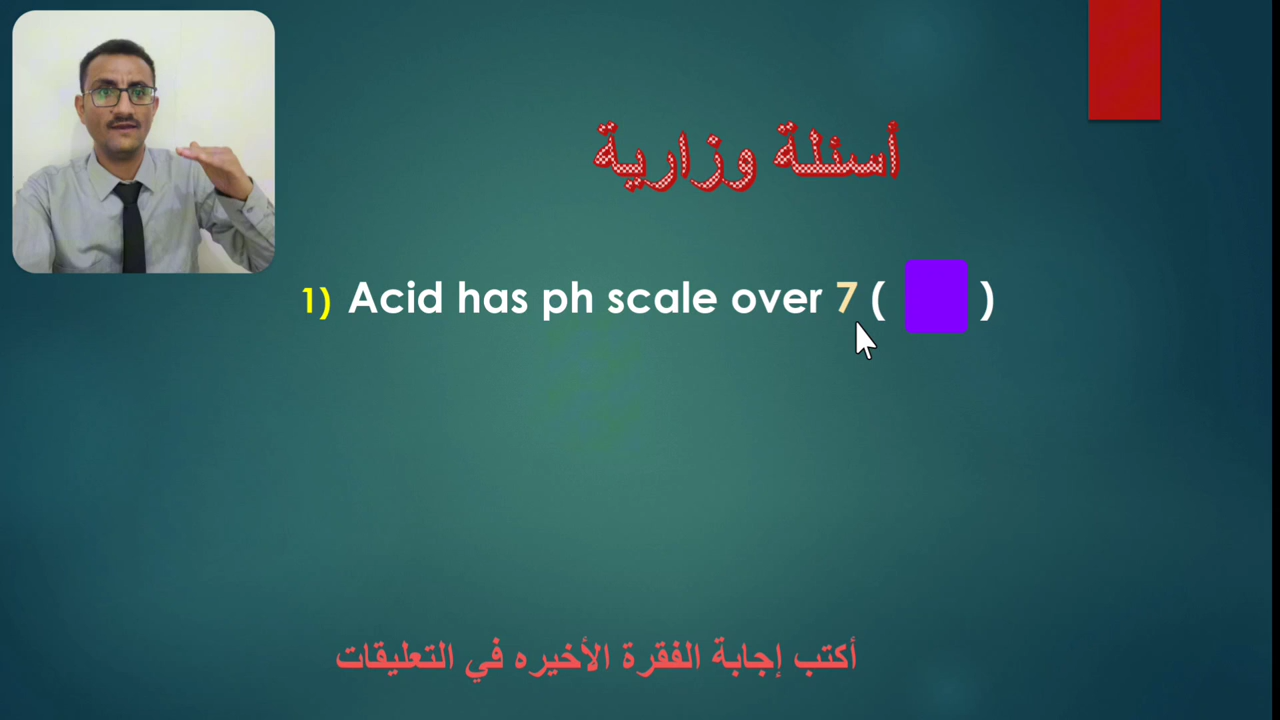 أسئلة وزارية
1) Acid has ph scale over 7 ( )
أكتب إجابة الفقرة الأخيره في التعليقات